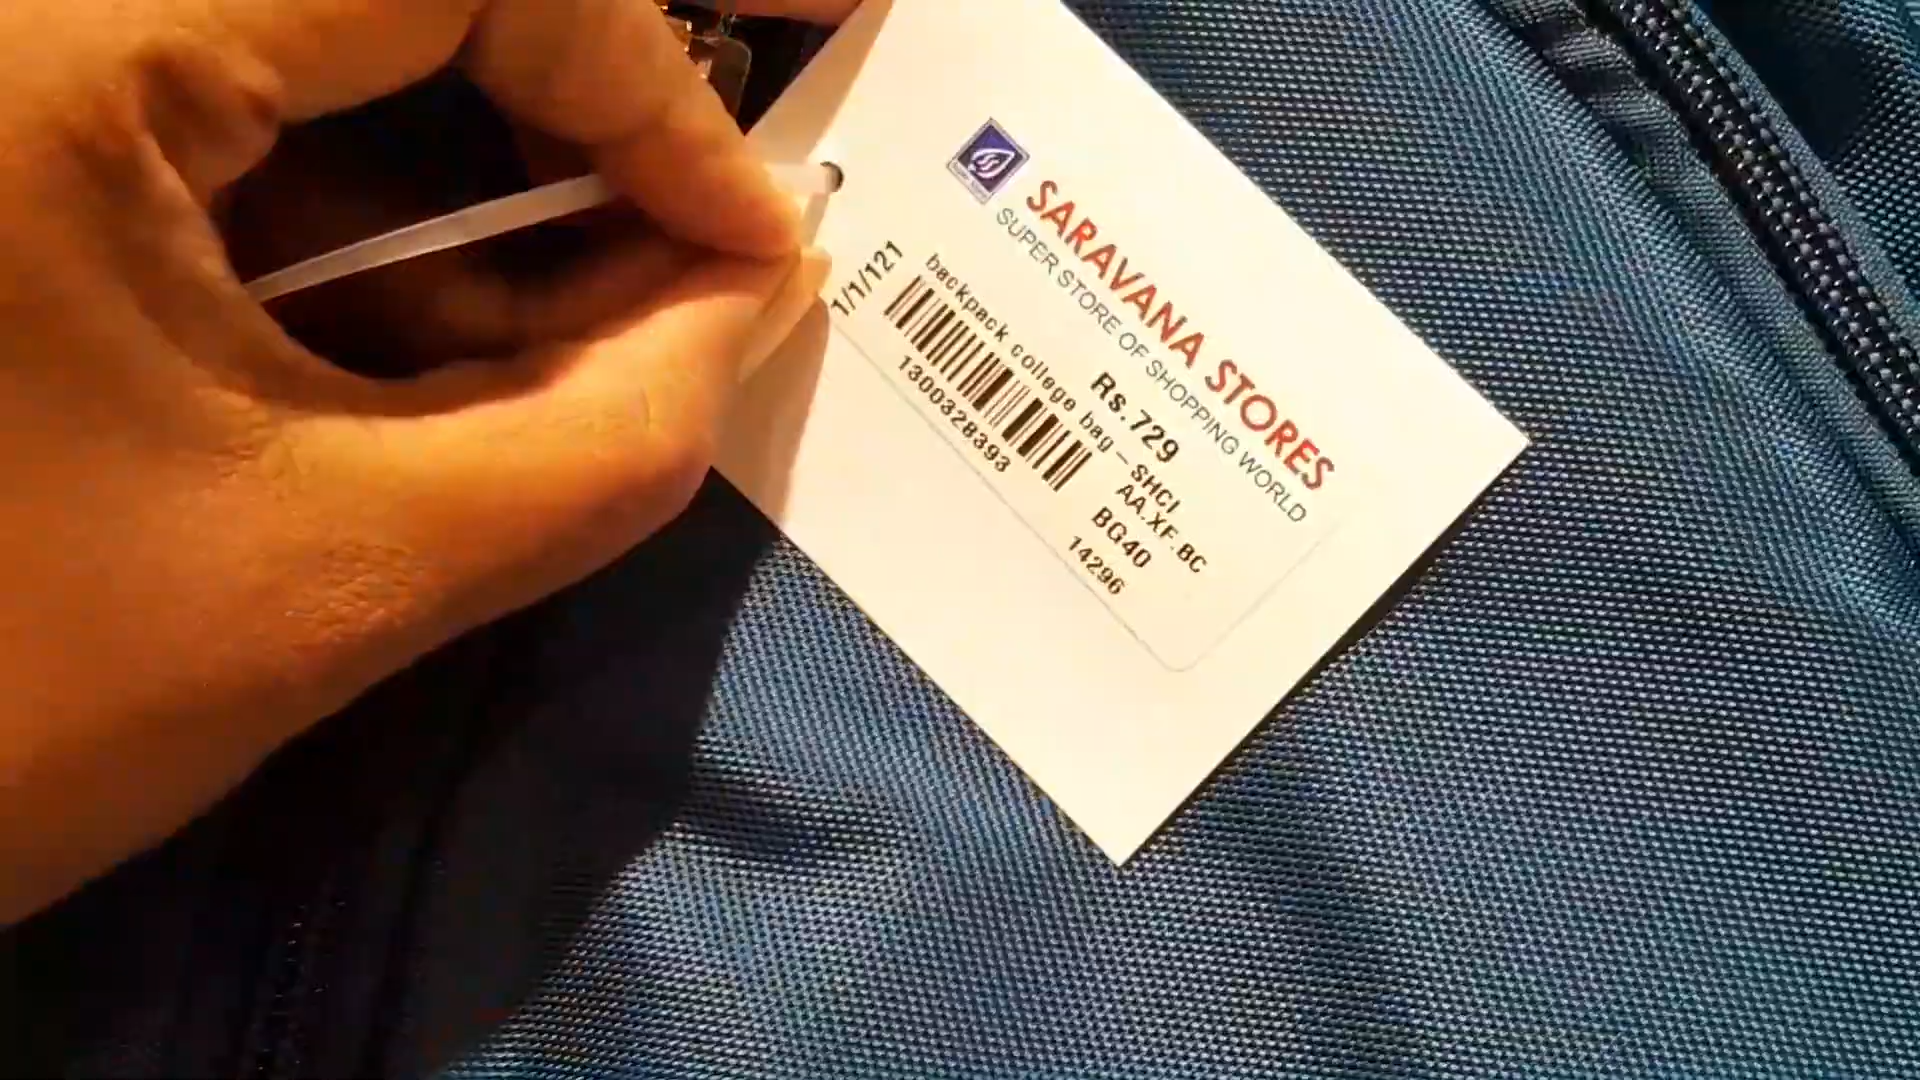 SARAVANA STORES
SUPER STORE OF SHOPPING WORLD
Rs.729
backpack college bag - SHCI
1/1/121
AA.XF.BC
BG40
1300328393
14296